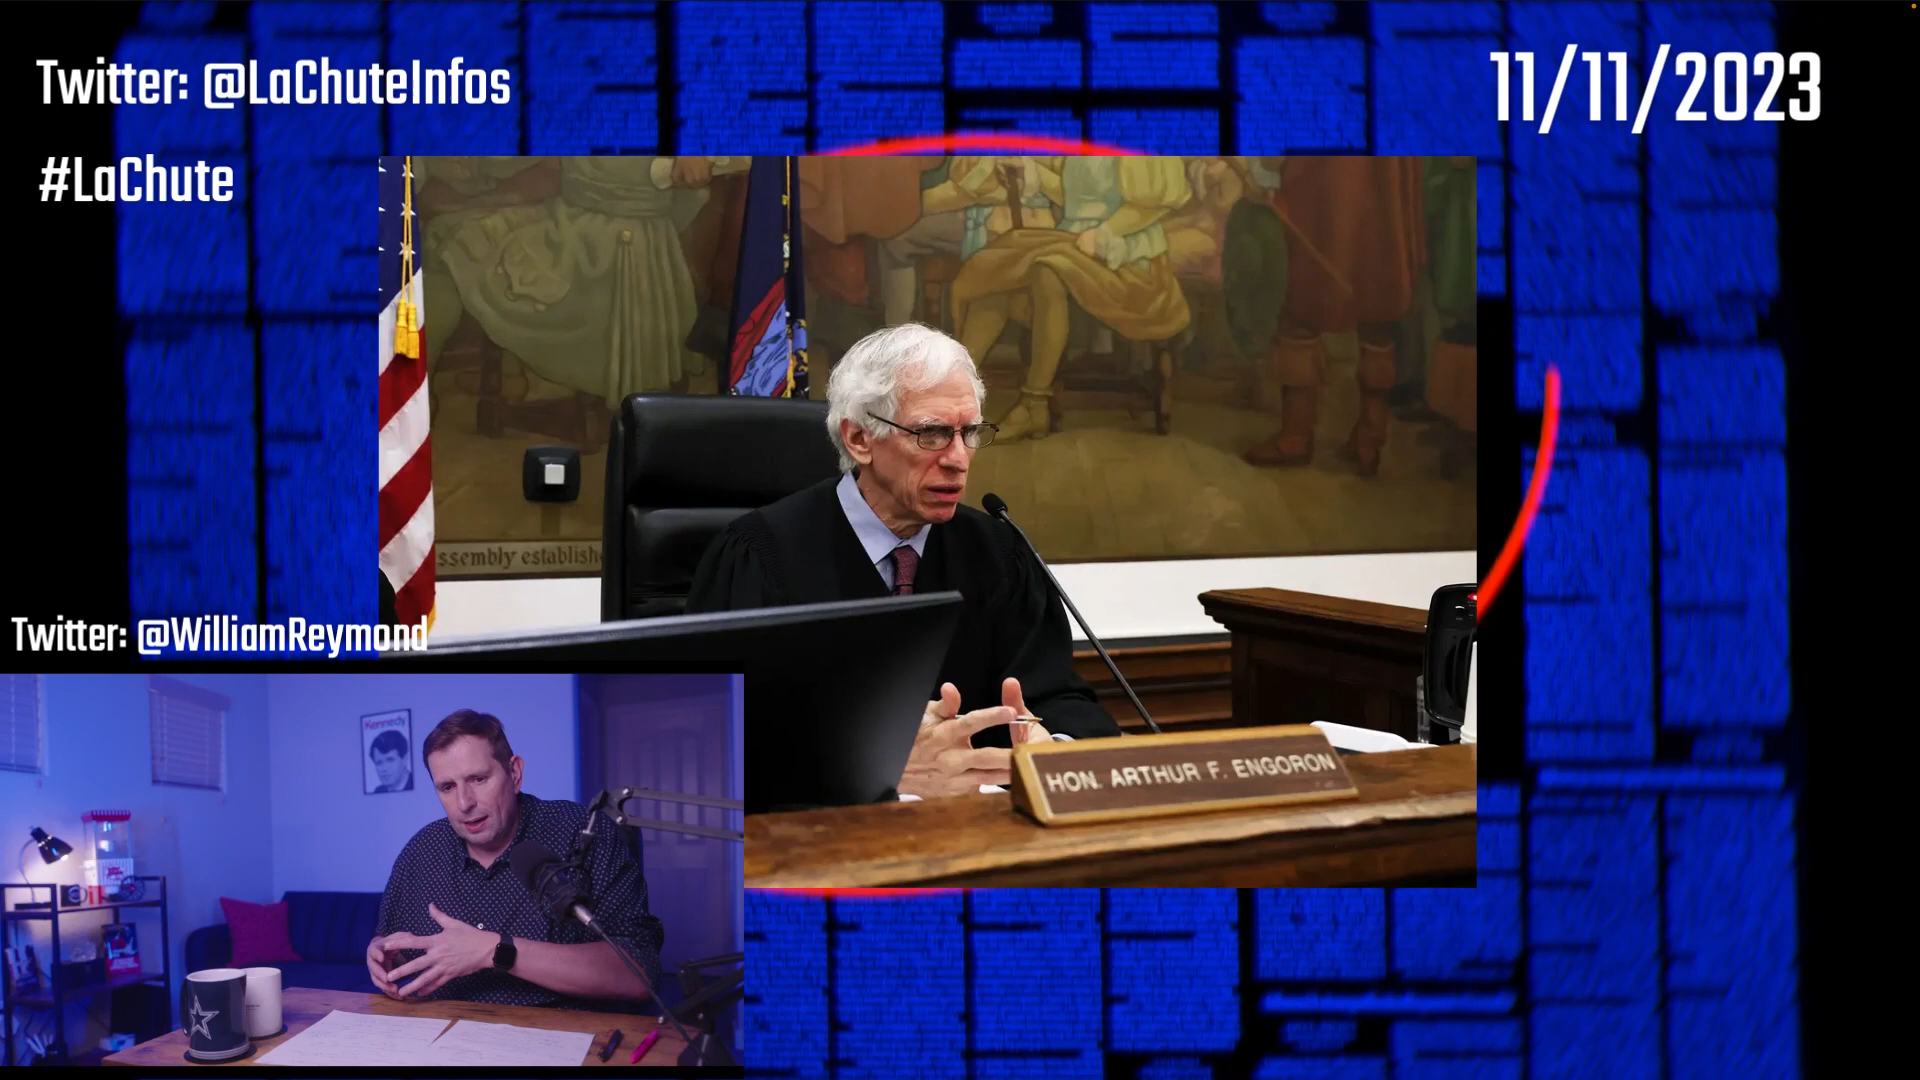 Twitter: @LaChuteInfos
11/11/2023
#LaChute
ssembly establish
Twitter: @WilliamReymond
Kennedy
HON. ARTHUR F. ENGORON